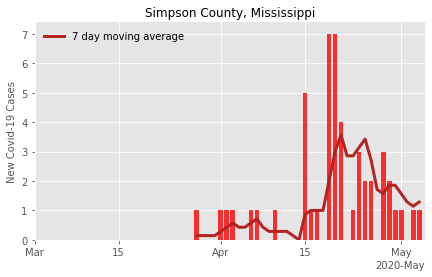 Simpson County, Mississippi
7 day moving average
New Covid-19 Cases
7
6
5
4
3
2
1
0
Mar 15 Apr 15 May
2020-May